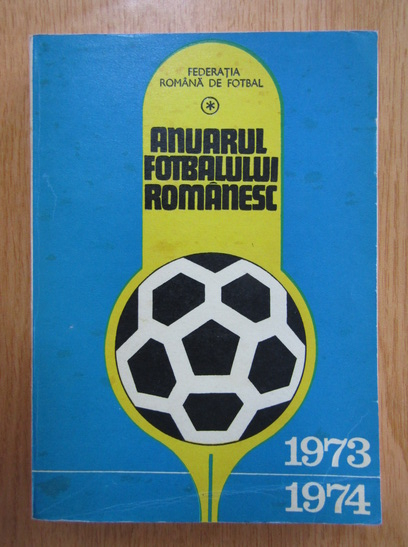 FEDERAȚIA
ROMÂNĂ DE FOTBAL
ANUARUL
FOTBALULUI
ROMÂNESC
1973
1974